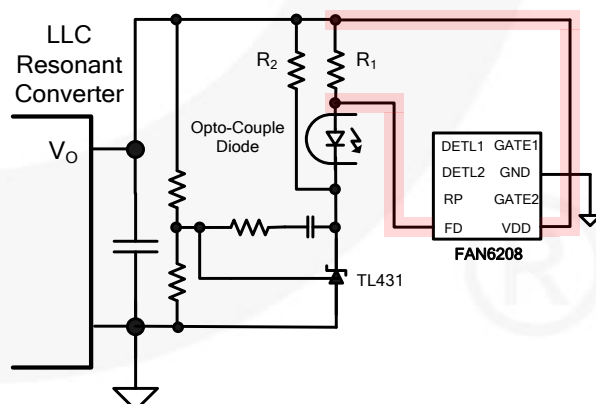 LLC
Resonant
Converter
R2
R1
Opto-Couple
Diode
VO
DETL1 GATE1
DETL2 GND
RP GATE2
FD VDD
FAN6208
TL431
®